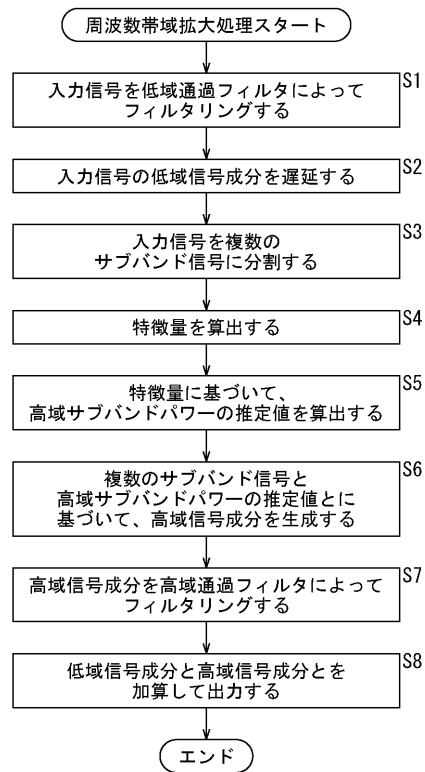 周波数帯域拡大処理スタート
S1
入力信号を低域通過フィルタによって
フィルタリングする
S2
入力信号の低域信号成分を遅延する
S3
入力信号を複数の
サブバンド信号に分割する
S4
特徴量を算出する
S5
特徴量に基づいて、
高域サブバンドパワーの推定値を算出する
S6
複数のサブバンド信号と
高域サブバンドパワーの推定値とに
基づいて、高域信号成分を生成する
S7
高域信号成分を高域通過フィルタによって
フィルタリングする
S8
低域信号成分と高域信号成分とを
加算して出力する
エンド